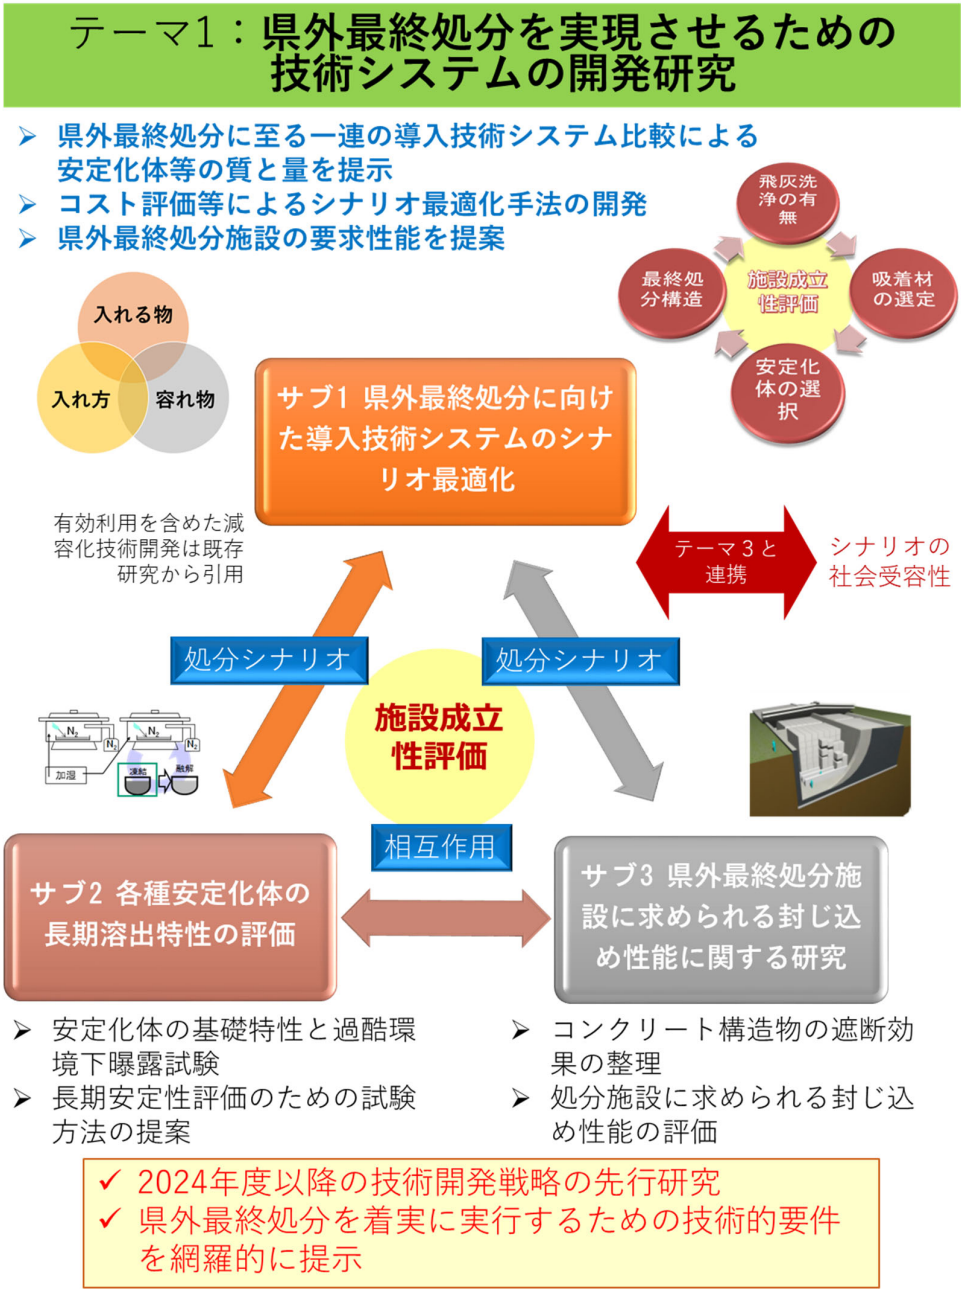 テーマ1：県外最終処分を実現させるための
技術システムの開発研究
➢ 県外最終処分に至る一連の導入技術システム比較による
安定化体等の質と量を提示
➢ コスト評価等によるシナリオ最適化手法の開発
➢ 県外最終処分施設の要求性能を提案
飛灰洗
浄の有
無
最終処
分構造
施設成立
性評価
吸着材
の選定
安定化
体の選
択
入れる物
入れ方
容れ物
サブ1 県外最終処分に向け
た導入技術システムのシナ
リオ最適化
有効利用を含めた減
容化技術開発は既存
研究から引用
テーマ３と
連携
シナリオの
社会受容性
処分シナリオ
処分シナリオ
施設成立
性評価
N2
N2
N2
N2
加湿
凍結
融解
相互作用
サブ2 各種安定化体の
長期溶出特性の評価
サブ3 県外最終処分施
設に求められる封じ込
め性能に関する研究
➢ 安定化体の基礎特性と過酷環
境下曝露試験
➢ 長期安定性評価のための試験
方法の提案
➢ コンクリート構造物の遮断効
果の整理
➢ 処分施設に求められる封じ込
め性能の評価
✓ 2024年度以降の技術開発戦略の先行研究
✓ 県外最終処分を着実に実行するための技術的要件
を網羅的に提示